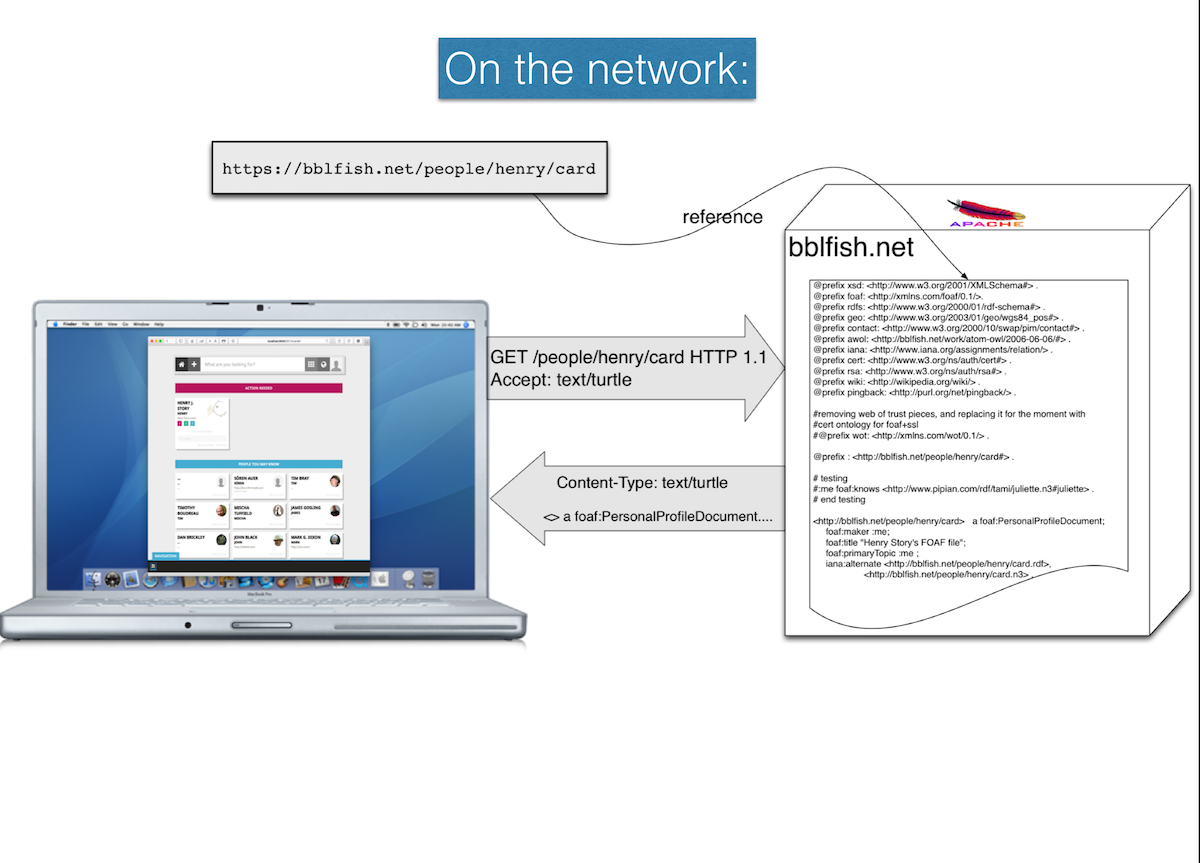 On the network:
https://bblfish.net/people/henry/card
reference
APACHE
bblfish.net
@prefix xsd: <http://www.w3.org/2001/XMLSchema#> .
@prefix foaf: <http://xmlns.com/foaf/0.1/>.
@prefix rdfs: <http://www.w3.org/2000/01/rdf-schema#> .
@prefix geo: <http://www.w3.org/2003/01/geo/wgs84_pos#> .
@prefix contact: <http://www.w3.org/2000/10/swap/pim/contact#> .
@prefix awol: <http://bblfish.net/work/atom-owl/2006-06-06/#> .
@prefix iana: <http://www.iana.org/assignments/relation/> .
@prefix cert: <http://www.w3.org/ns/auth/cert#> .
@prefix rsa: <http://www.w3.org/ns/auth/rsa#> .
@prefix wiki: <http://wikipedia.org/wiki/> .
@prefix pingback: <http://purl.org/net/pingback/> .
#removing web of trust pieces, and replacing it for the moment with
#cert ontology for foaf+ssl
#@prefix wot: <http://xmlns.com/wot/0.1/> .
@prefix : <http://bblfish.net/people/henry/card#> .
# testing
#:me foaf:knows <http://www.pipian.com/rdf/tami/juliette.n3#juliette> .
# end testing
<http://bblfish.net/people/henry/card> a foaf:PersonalProfileDocument;
foaf:maker :me;
foaf:title "Henry Story's FOAF file";
foaf:primaryTopic :me ;
iana:alternate <http://bblfish.net/people/henry/card.rdf>,
<http://bblfish.net/people/henry/card.n3>
GET /people/henry/card HTTP 1.1
Accept: text/turtle
Content-Type: text/turtle
<> a foaf:PersonalProfileDocument....
Finder File Edit View Go Window Help
What are you looking for?
ACTION NEEDED
HENRY J.
STORY
HENRY
PEOPLE YOU MAY KNOW
SÖREN AUER
SÖREN
TIM BRAY
TIM
TIMOTHY
BOUDREAU
TIM
MISCHA
TUFFIELD
MISCHA
JAMES GOSLING
JAMES
DAN BRICKLEY
JOHN BLACK
JOHN
MARK G. DIXON
MARK
NAVIGATION
MacBook Pro